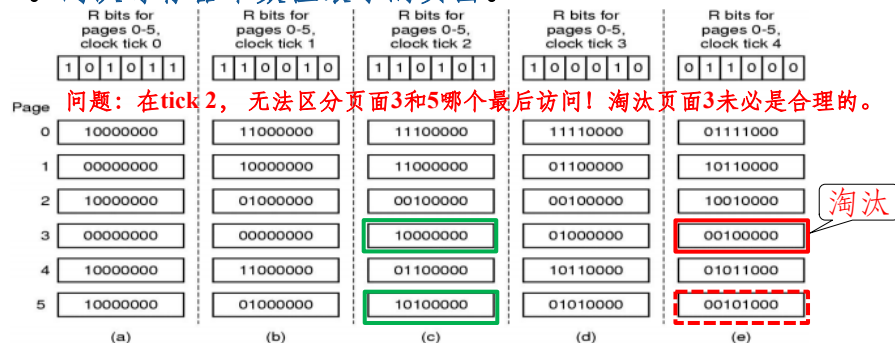 R bits for pages 0-5, clock tick 0
R bits for pages 0-5, clock tick 1
R bits for pages 0-5, clock tick 2
R bits for pages 0-5, clock tick 3
R bits for pages 0-5, clock tick 4
1 0 1 0 1 1 1 1 0 0 1 0 1 1 0 1 0 1 1 0 0 0 1 0 0 1 1 0 0 0
问题：在tick 2， 无法区分页面3和5哪个最后访问！淘汰页面3未必是合理的。
Page
0 10000000 11000000 11100000 11110000 01111000
1 00000000 10000000 11000000 01100000 10110000
2 10000000 01000000 00100000 00100000 10010000
淘汰
3 00000000 00000000 10000000 01000000 00100000
4 10000000 11000000 01100000 10110000 01011000
5 10000000 01000000 10100000 01010000 00101000
(a) (b) (c) (d) (e)